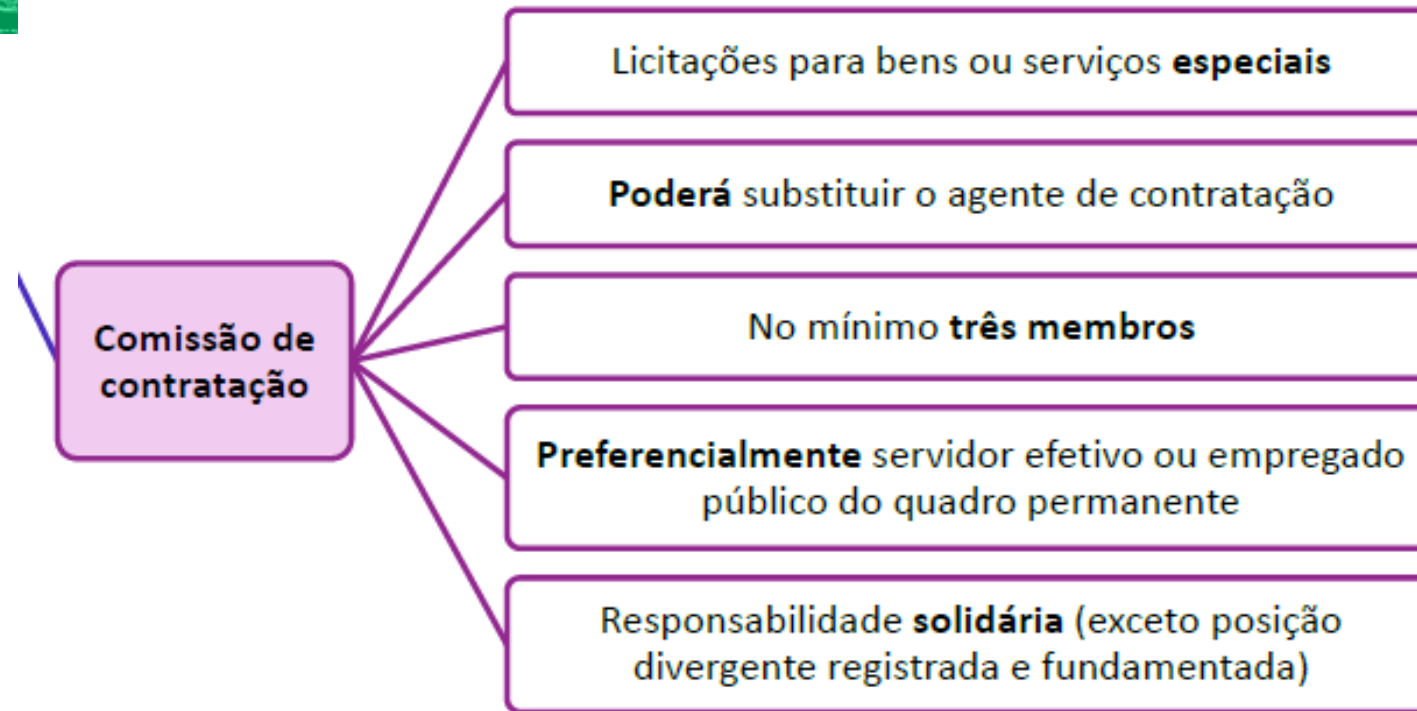 Licitações para bens ou serviços especiais
Poderá substituir o agente de contratação
Comissão de
contratação
No mínimo três membros
Preferencialmente servidor efetivo ou empregado
público do quadro permanente
Responsabilidade solidária (exceto posição
divergente registrada e fundamentada)